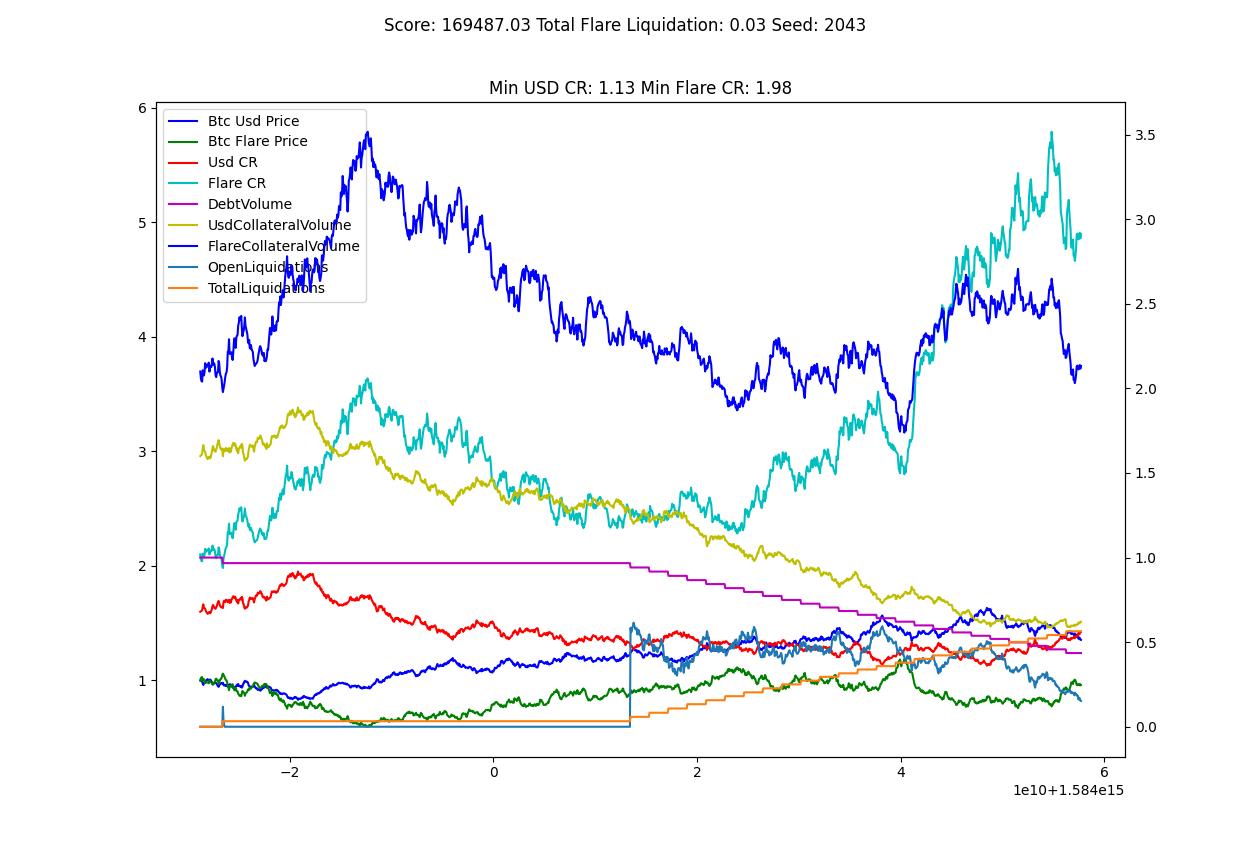 Score: 169487.03 Total Flare Liquidation: 0.03 Seed: 2043
Min USD CR: 1.13 Min Flare CR: 1.98
Btc Usd Price
Btc Flare Price
Usd CR
Flare CR
DebtVolume
UsdCollateralVolume
FlareCollateralVolume
OpenLiquidations
TotalLiquidations
6
5
4
3
2
1
3.5
3.0
2.5
2.0
1.5
1.0
0.5
0.0
−2
0
2
4
6
1e10+1.584e15